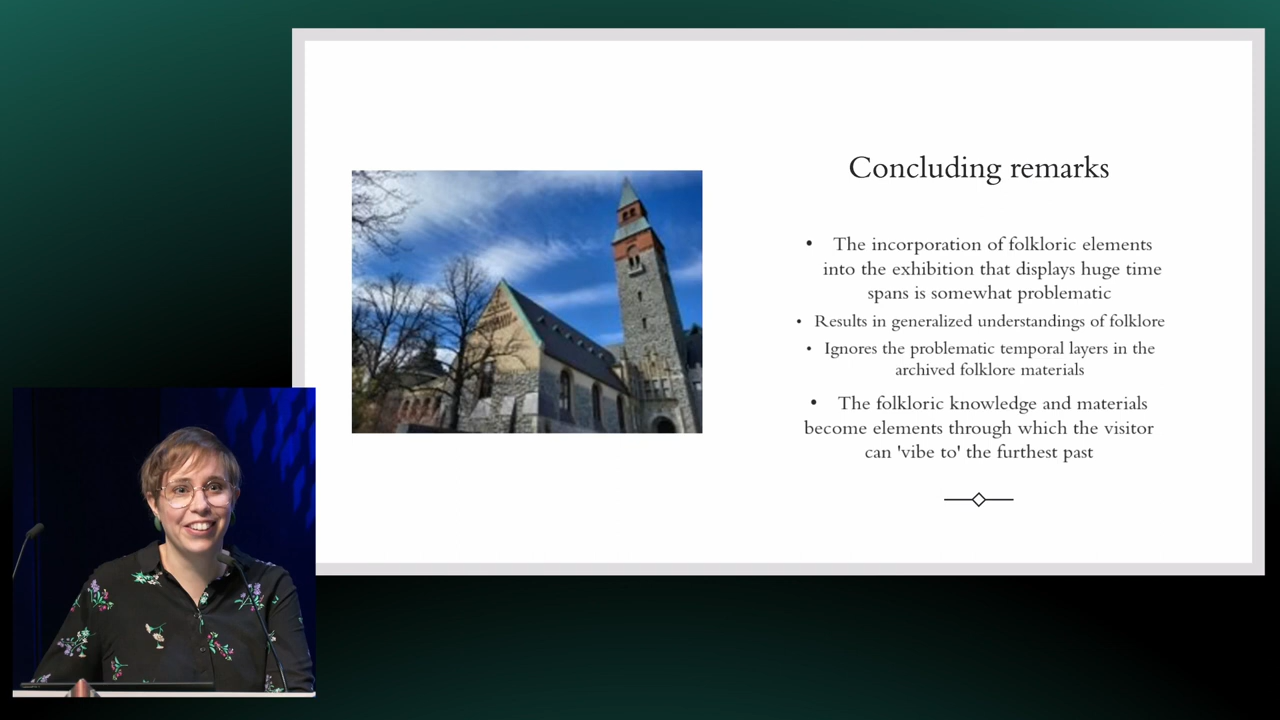 Concluding remarks
• The incorporation of folkloric elements
into the exhibition that displays huge time
spans is somewhat problematic
• Results in generalized understandings of folklore
• Ignores the problematic temporal layers in the
archived folklore materials
• The folkloric knowledge and materials
become elements through which the visitor
can 'vibe to' the furthest past